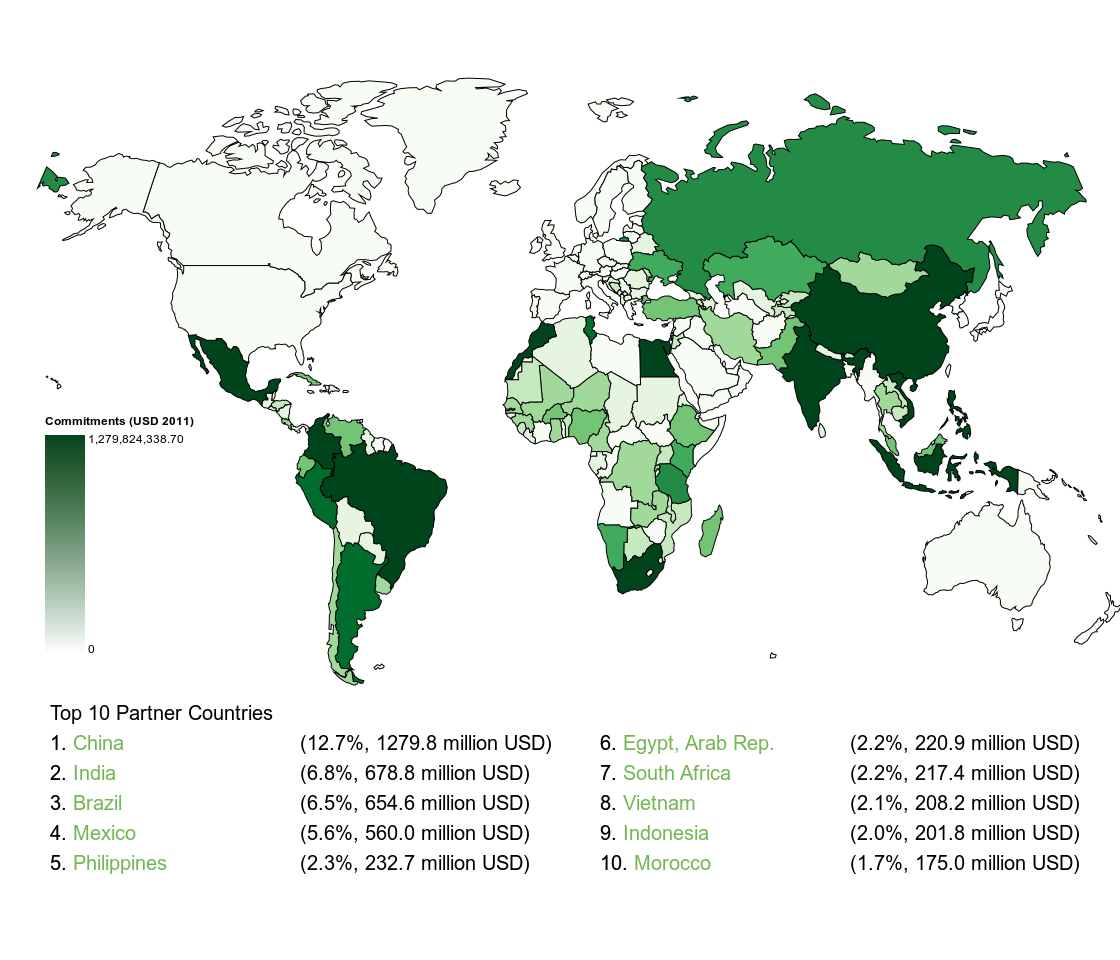 Commitments (USD 2011)
1,279,824,338.70
0
Top 10 Partner Countries
1. China (12.7%, 1279.8 million USD)
2. India (6.8%, 678.8 million USD)
3. Brazil (6.5%, 654.6 million USD)
4. Mexico (5.6%, 560.0 million USD)
5. Philippines (2.3%, 232.7 million USD)
6. Egypt, Arab Rep. (2.2%, 220.9 million USD)
7. South Africa (2.2%, 217.4 million USD)
8. Vietnam (2.1%, 208.2 million USD)
9. Indonesia (2.0%, 201.8 million USD)
10. Morocco (1.7%, 175.0 million USD)